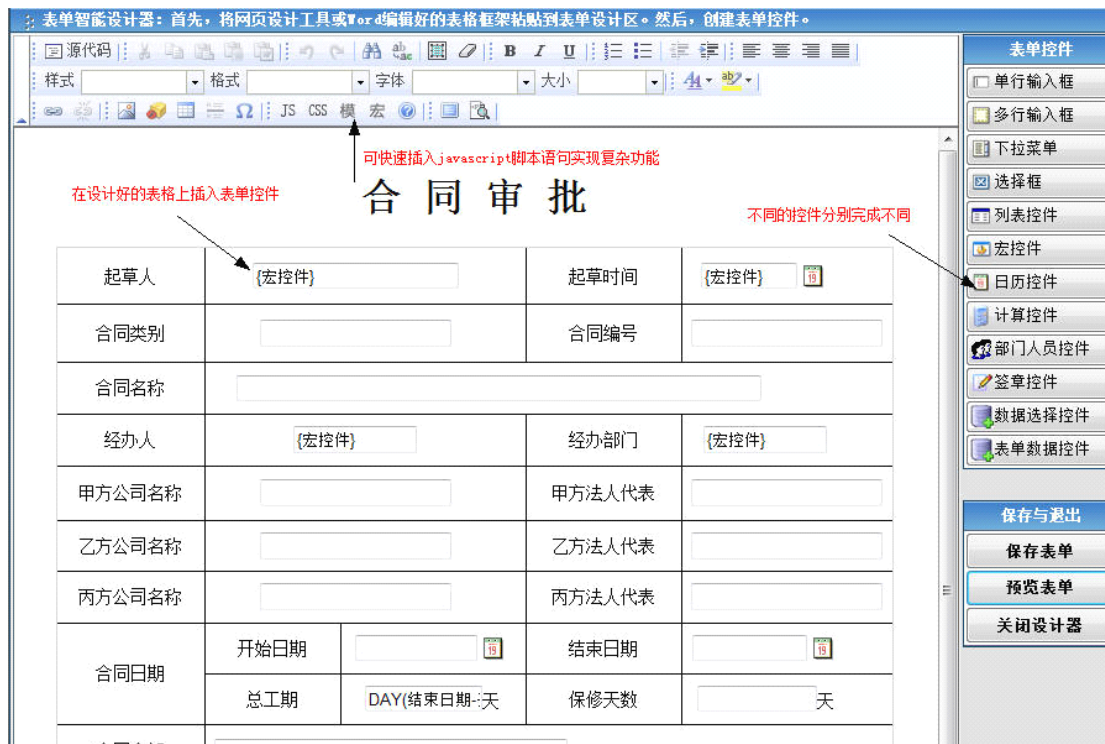 表单智能设计器：首先，将网页设计工具或Word编辑好的表格框架粘贴到表单设计区。然后，创建表单控件。
源代码 B I U
样式 格式 字体 大小
JS CSS 模 宏
可快速插入javascript脚本语句实现复杂功能
在设计好的表格上插入表单控件
合同审批
不同的控件分别完成不同
起草人 {宏控件} 起草时间 {宏控件} 19
合同类别 合同编号
合同名称
经办人 {宏控件} 经办部门 {宏控件}
甲方公司名称 甲方法人代表
乙方公司名称 乙方法人代表
丙方公司名称 丙方法人代表
合同日期
开始日期 19 结束日期 19
总工期 DAY(结束日期- 天 保修天数 天
表单控件
单行输入框
多行输入框
下拉菜单
选择框
列表控件
宏控件
日历控件
计算控件
部门人员控件
签章控件
数据选择控件
表单数据控件
保存与退出
保存表单
预览表单
关闭设计器